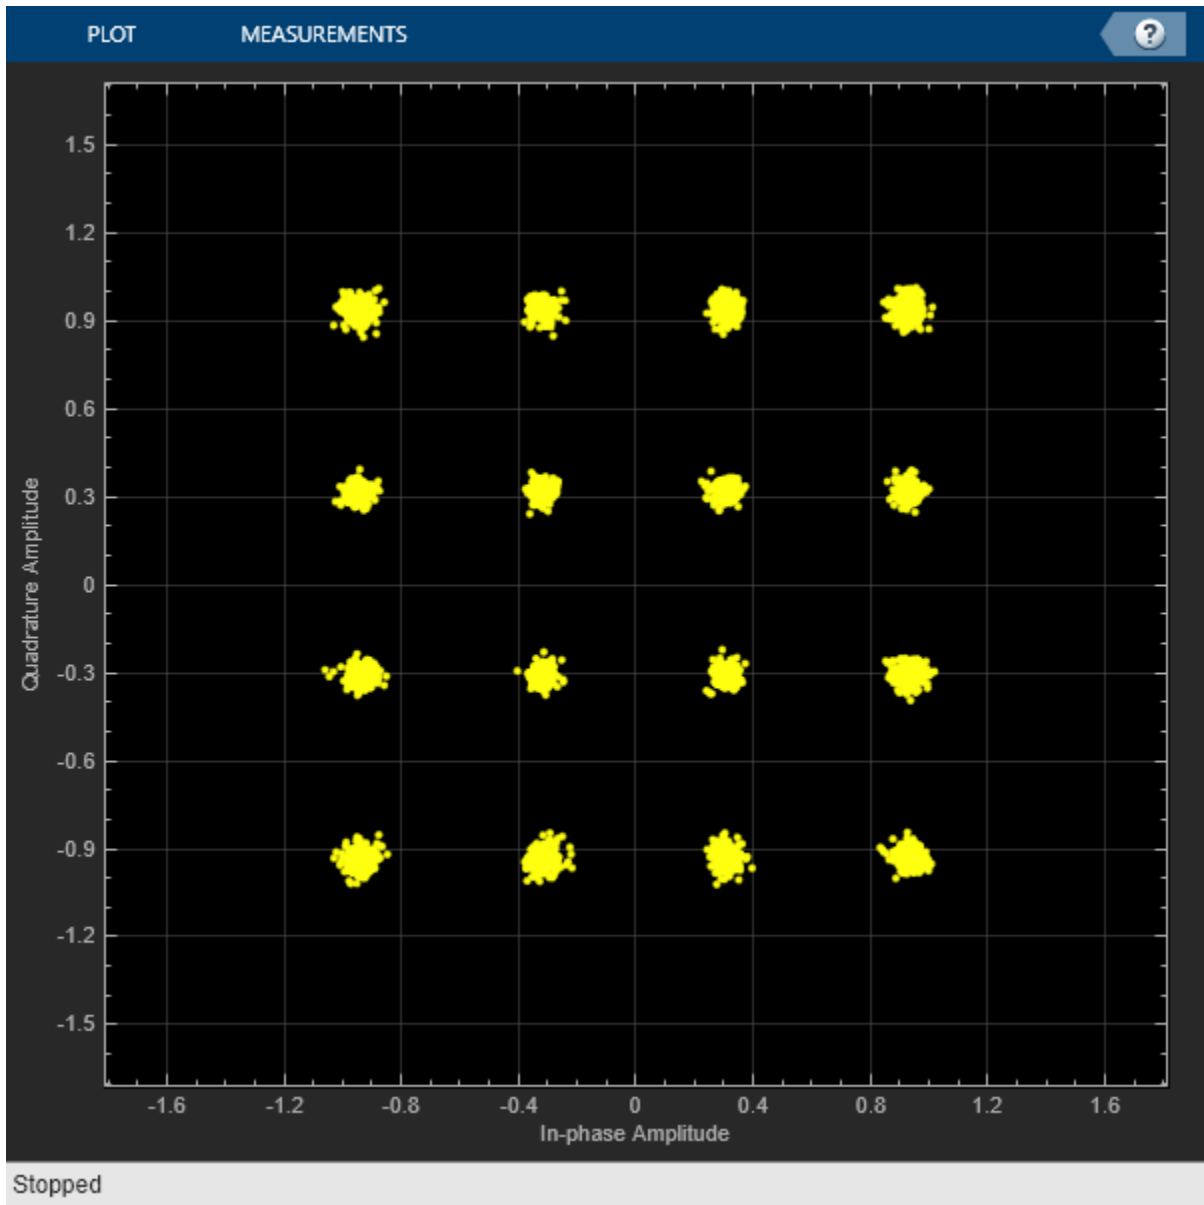 PLOT MEASUREMENTS ?
1.5
1.2
0.9
0.6
0.3
0
-0.3
-0.6
-0.9
-1.2
-1.5
Quadrature Amplitude
-1.6 -1.2 -0.8 -0.4 0 0.4 0.8 1.2 1.6
In-phase Amplitude
Stopped